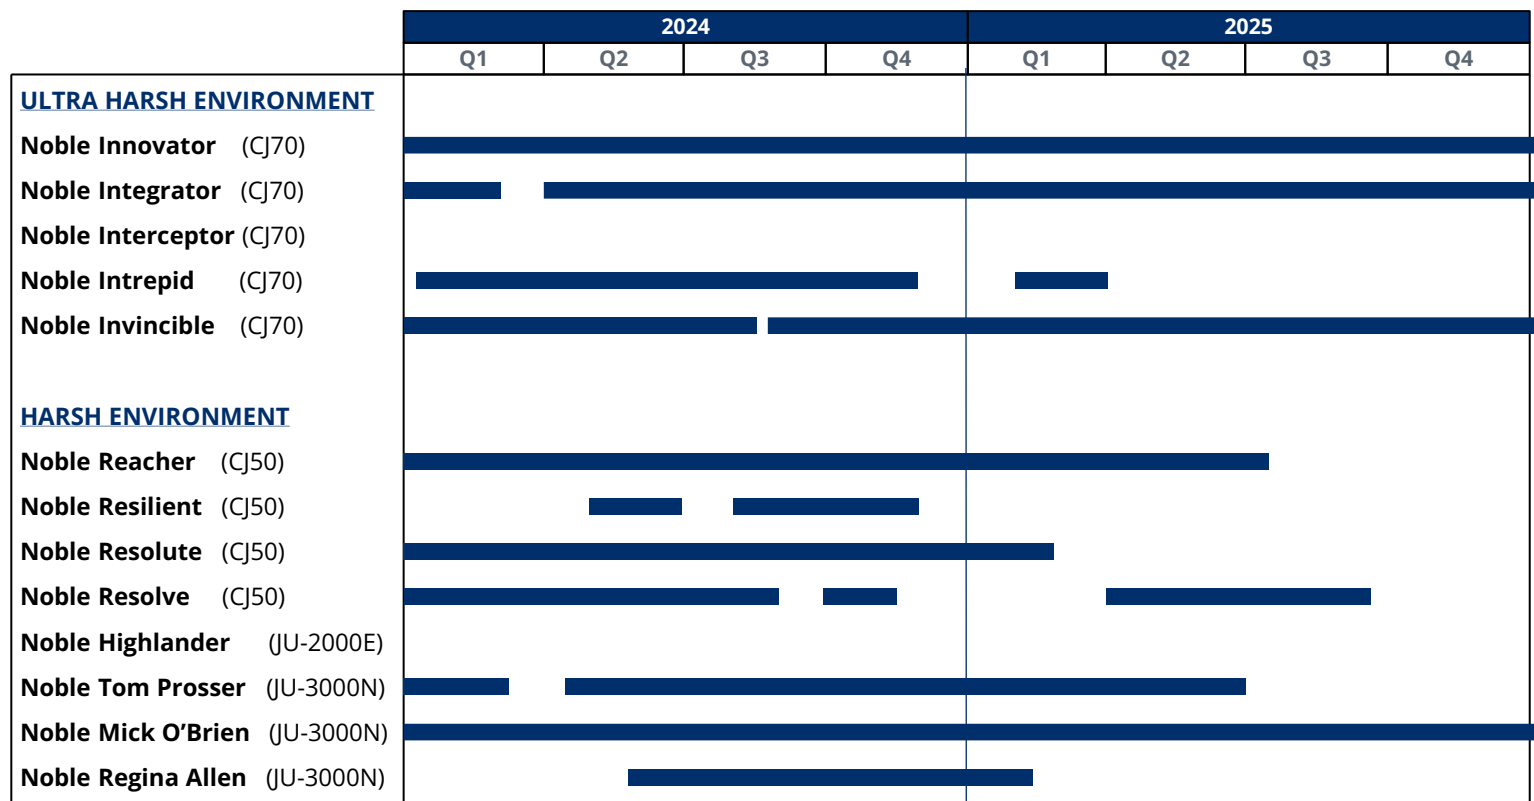 2024 2025
Q1 Q2 Q3 Q4 Q1 Q2 Q3 Q4
ULTRA HARSH ENVIRONMENT
Noble Innovator (CJ70)
Noble Integrator (CJ70)
Noble Interceptor (CJ70)
Noble Intrepid (CJ70)
Noble Invincible (CJ70)
HARSH ENVIRONMENT
Noble Reacher (CJ50)
Noble Resilient (CJ50)
Noble Resolute (CJ50)
Noble Resolve (CJ50)
Noble Highlander (JU-2000E)
Noble Tom Prosser (JU-3000N)
Noble Mick O’Brien (JU-3000N)
Noble Regina Allen (JU-3000N)